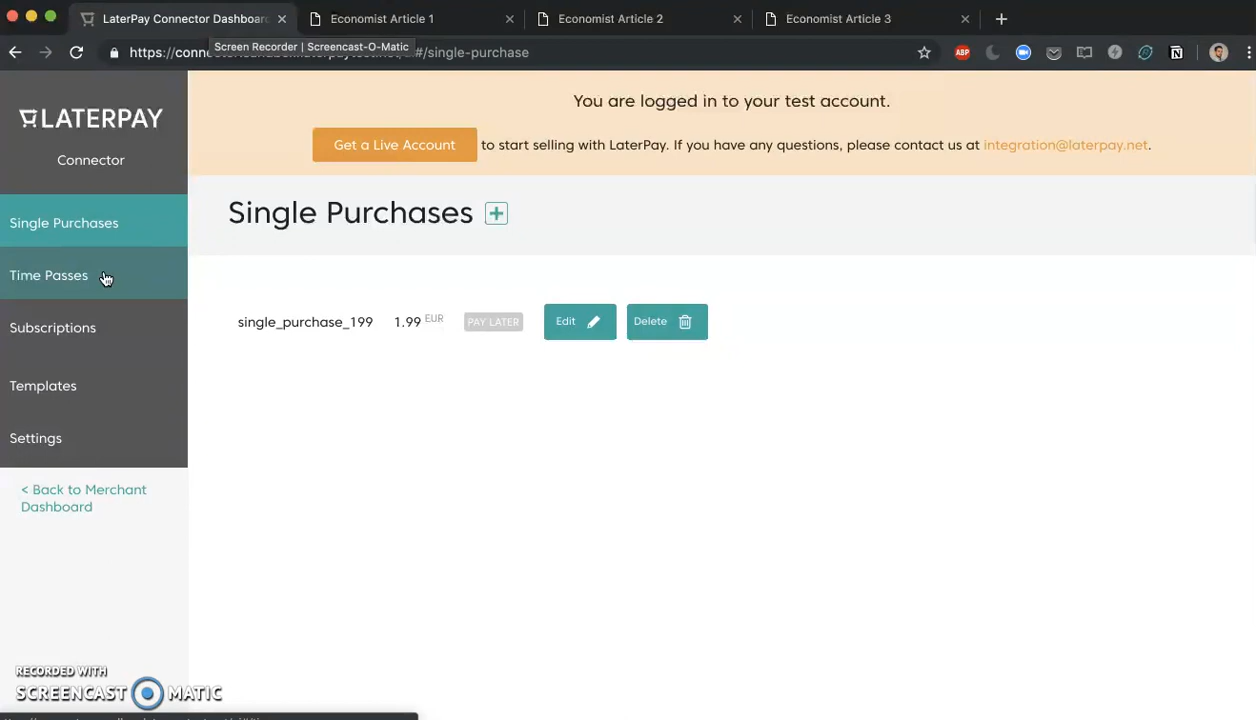 LaterPay Connector Dashboar
Economist Article 1
Economist Article 2
Economist Article 3
Screen Recorder | Screencast-O-Matic
#/single-purchase
ABP
LATERPAY
Connector
Single Purchases
Time Passes
Subscriptions
Templates
Settings
< Back to Merchant
Dashboard
You are logged in to your test account.
Get a Live Account to start selling with LaterPay. If you have any questions, please contact us at integration@laterpay.net.
Single Purchases
single_purchase_199 1.99 EUR PAY LATER Edit Delete
RECORDED WITH
SCREENCAST MATIC